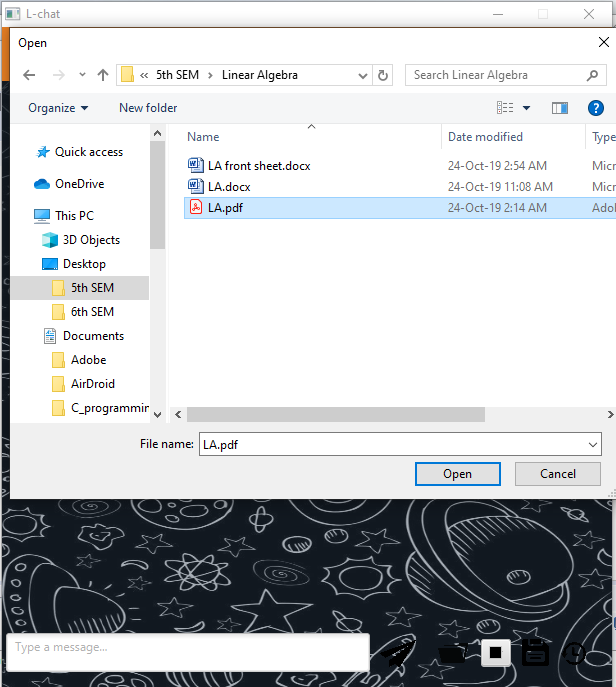 L-chat
Open
« 5th SEM > Linear Algebra
Search Linear Algebra
Organize
New folder
Name
Date modified
Type
Quick access
OneDrive
This PC
3D Objects
Desktop
5th SEM
6th SEM
Documents
Adobe
AirDroid
C_programmin
LA front sheet.docx 24-Oct-19 2:54 AM Micr
LA.docx 24-Oct-19 11:08 AM Micr
LA.pdf 24-Oct-19 2:14 AM Adob
File name: LA.pdf
Open
Cancel
Type a message...